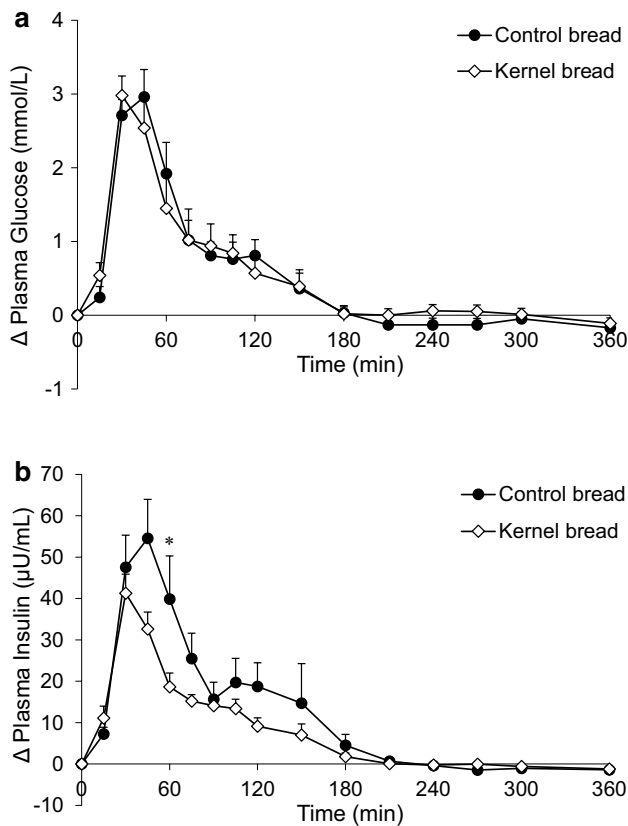 a
4
3
2
1
0
-1
Δ Plasma Glucose (mmol/L)
Control bread
Kernel bread
0 60 120 180 240 300 360
Time (min)
b
70
60
50
40
30
20
10
0
-10
Δ Plasma Insulin (µU/mL)
Control bread
Kernel bread
*
0 60 120 180 240 300 360
Time (min)